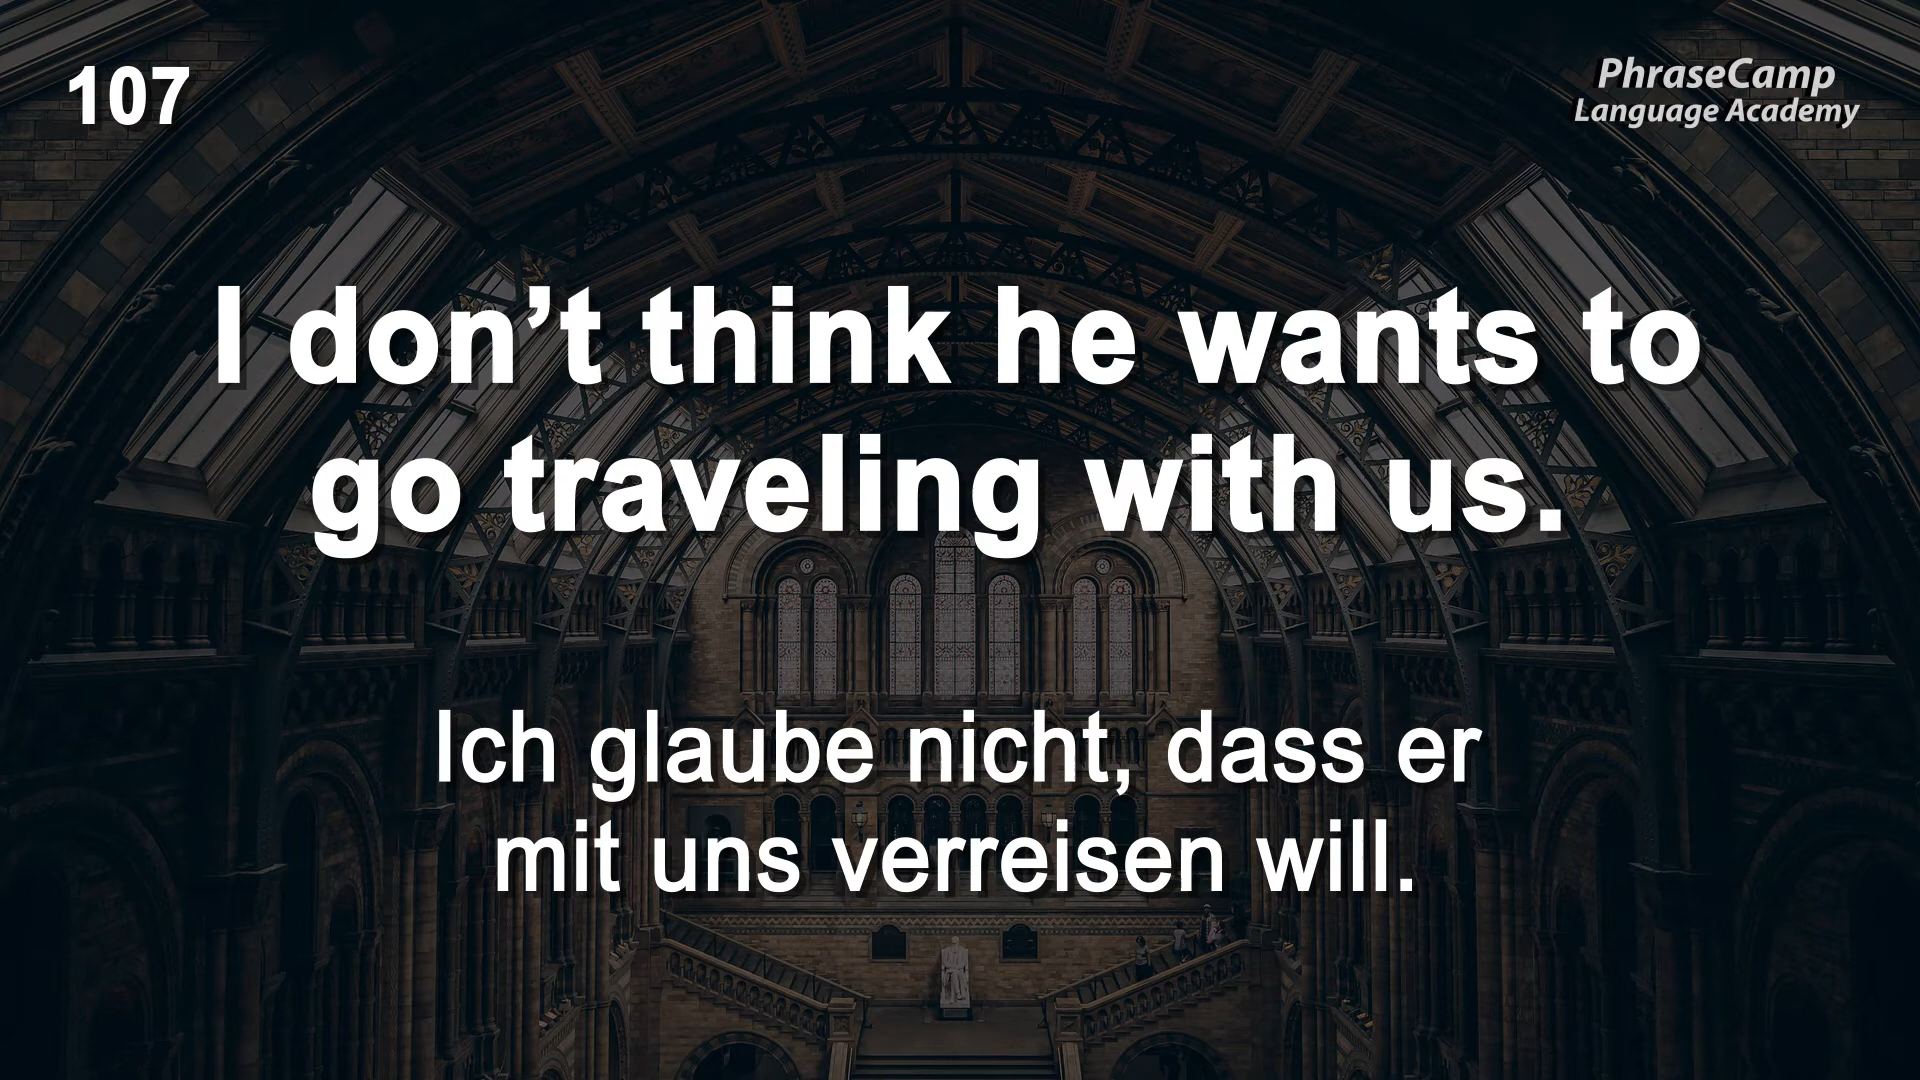 107
PhraseCamp
Language Academy
I don’t think he wants to
go traveling with us.
Ich glaube nicht, dass er
mit uns verreisen will.